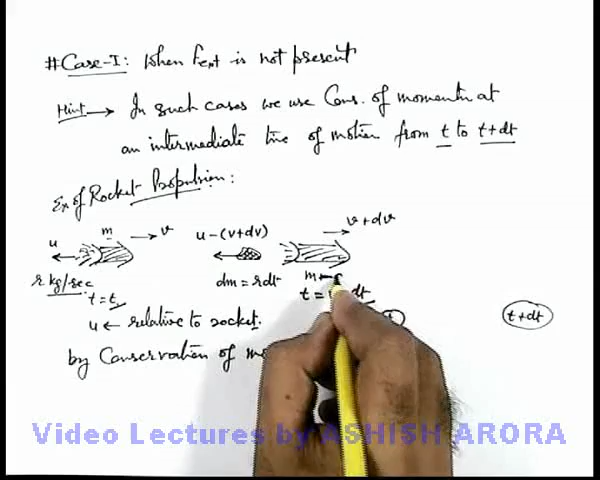 #Case-I: When Fext is not present
Hint → In such cases we use Cons. of momentum at
an intermediate time of motion from t to t+dt
Ex of Rocket Propulsion:
u m → v u-(v+dv) → v+dv
r kg/sec dm = rdt m-
t = t t = dt
u ← relative to rocket. t+dt
by Conservation of
Video Lectures by ASHISH ARORA